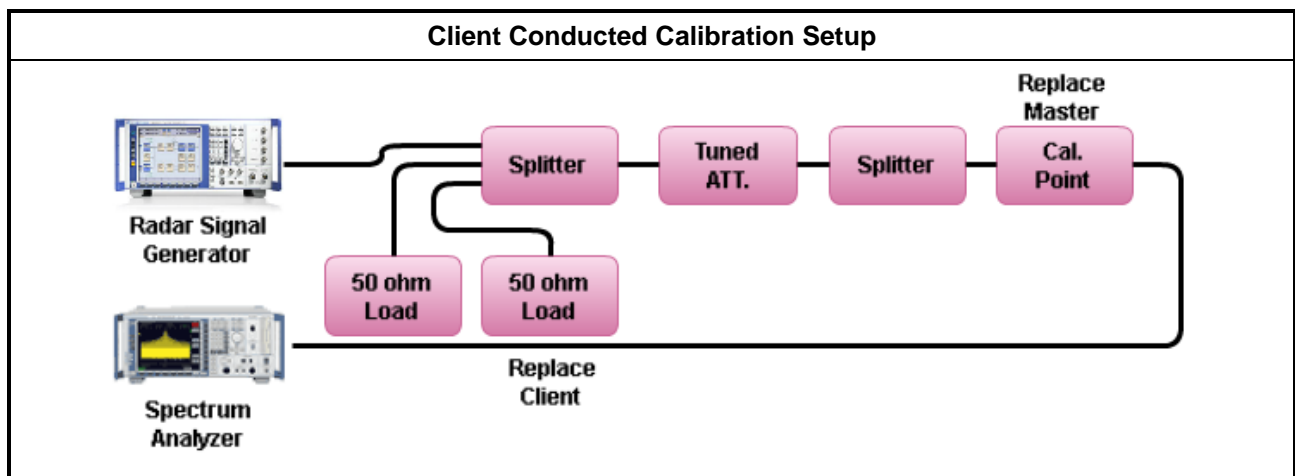 Client Conducted Calibration Setup
Replace
Master
Splitter
Tuned
ATT.
Splitter
Cal.
Point
Radar Signal
Generator
50 ohm
Load
50 ohm
Load
Replace
Client
Spectrum
Analyzer